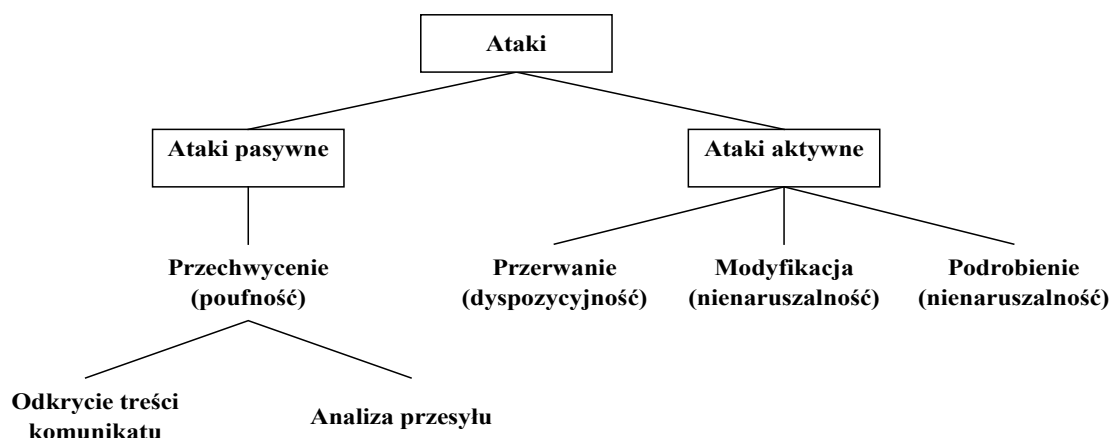 Ataki
Ataki pasywne
Ataki aktywne
Przechwycenie
(poufność)
Przerwanie
(dyspozycyjność)
Modyfikacja
(nienaruszalność)
Podrobienie
(nienaruszalność)
Odkrycie treści
komunikatu
Analiza przesyłu